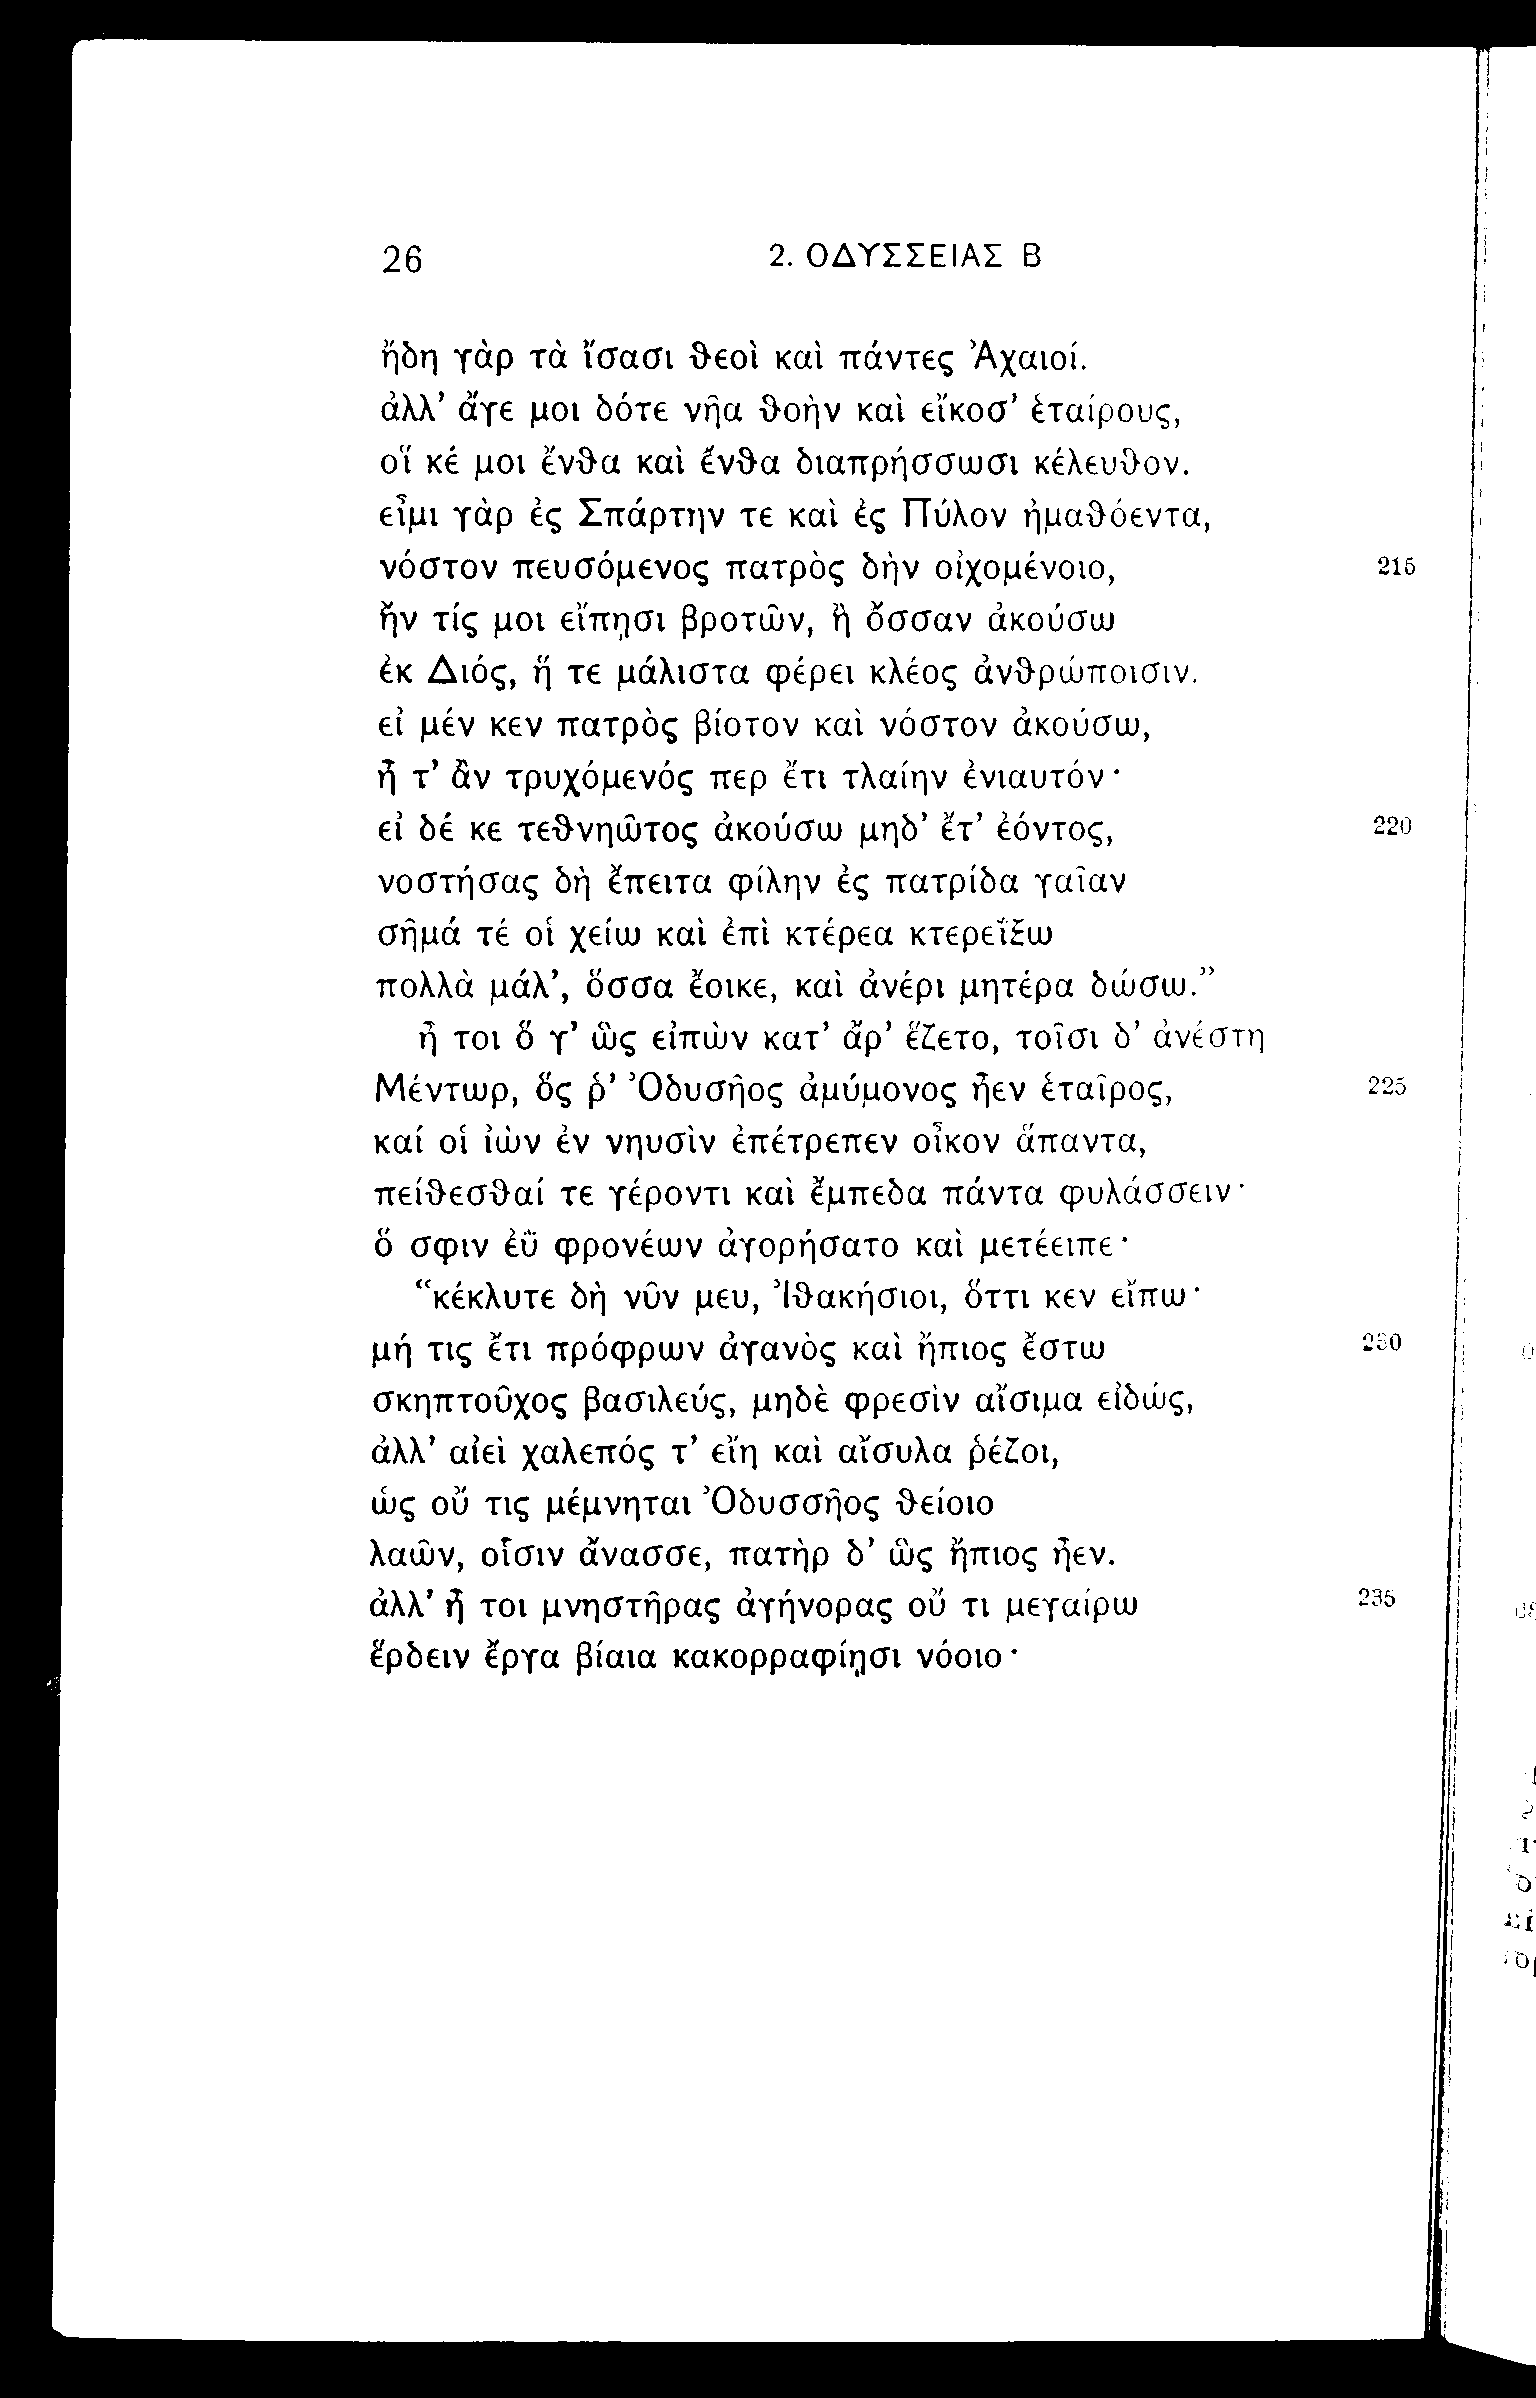 26 2. ΟΔΥΣΣΕΙΑΣ Β
ἤδη γὰρ τὰ ἴσασι θεοὶ καὶ πάντες Ἀχαιοί.
ἀλλ’ ἄγε μοι δότε νῆα θοὴν καὶ εἴκοσ’ ἑταίρους,
οἵ κέ μοι ἔνθα καὶ ἔνθα διαπρήσσωσι κέλευθον.
εἶμι γὰρ ἐς Σπάρτην τε καὶ ἐς Πύλον ἠμαθόεντα,
νόστον πευσόμενος πατρὸς δὴν οἰχομένοιο, 215
ἤν τίς μοι εἴπῃσι βροτῶν, ἢ ὄσσαν ἀκούσω
ἐκ Διός, ἥ τε μάλιστα φέρει κλέος ἀνθρώποισιν.
εἰ μέν κεν πατρὸς βίοτον καὶ νόστον ἀκούσω,
ἦ τ’ ἂν τρυχόμενός περ ἔτι τλαίην ἐνιαυτόν·
εἰ δέ κε τεθνηῶτος ἀκούσω μηδ’ ἔτ’ ἐόντος, 220
νοστήσας δὴ ἔπειτα φίλην ἐς πατρίδα γαῖαν
σῆμά τέ οἱ χείω καὶ ἐπὶ κτέρεα κτερεΐξω
πολλὰ μάλ’, ὅσσα ἔοικε, καὶ ἀνέρι μητέρα δώσω.”
ἦ τοι ὅ γ’ ὣς εἰπὼν κατ’ ἄρ’ ἕζετο, τοῖσι δ’ ἀνέστη
Μέντωρ, ὅς ῥ’ Ὀδυσῆος ἀμύμονος ἦεν ἑταῖρος, 225
καί οἱ ἰὼν ἐν νηυσὶν ἐπέτρεπεν οἶκον ἅπαντα,
πείθεσθαί τε γέροντι καὶ ἔμπεδα πάντα φυλάσσειν·
ὅ σφιν ἐῢ φρονέων ἀγορήσατο καὶ μετέειπε·
“κέκλυτε δὴ νῦν μευ, Ἰθακήσιοι, ὅττι κεν εἴπω·
μή τις ἔτι πρόφρων ἀγανὸς καὶ ἤπιος ἔστω 230
σκηπτοῦχος βασιλεύς, μηδὲ φρεσὶν αἴσιμα εἰδώς,
ἀλλ’ αἰεὶ χαλεπός τ’ εἴη καὶ αἴσυλα ῥέζοι,
ὡς οὔ τις μέμνηται Ὀδυσσῆος θείοιο
λαῶν, οἷσιν ἄνασσε, πατὴρ δ’ ὣς ἤπιος ἦεν.
ἀλλ’ ἦ τοι μνηστῆρας ἀγήνορας οὔ τι μεγαίρω 235
ἕρδειν ἔργα βίαια κακορραφίῃσι νόοιο·